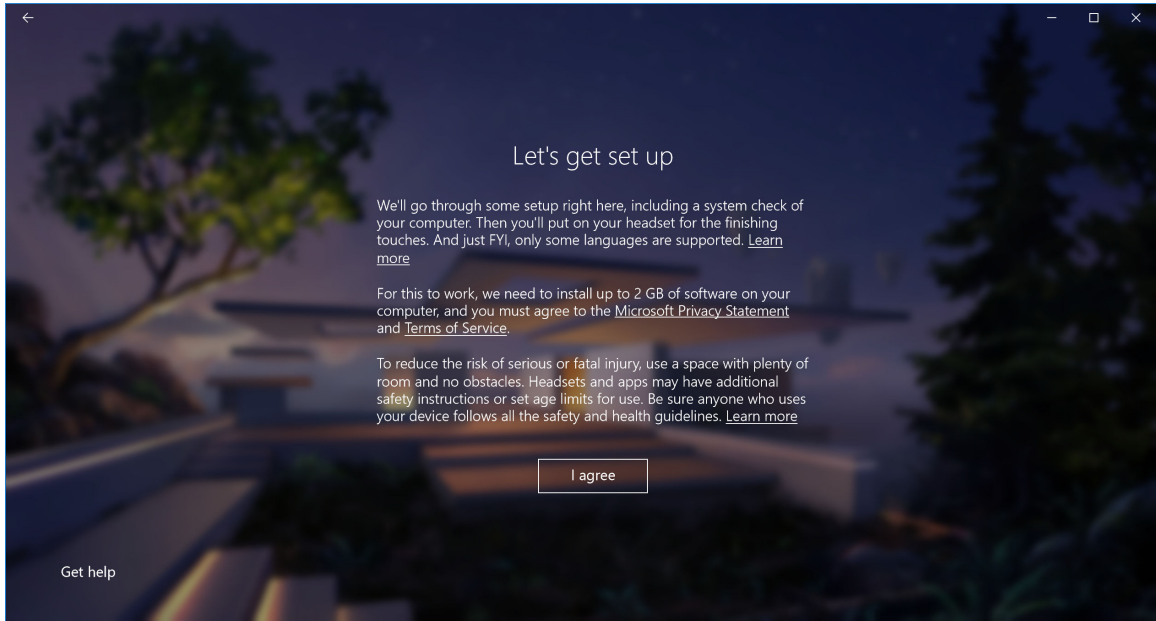 Let's get set up
We'll go through some setup right here, including a system check of
your computer. Then you'll put on your headset for the finishing
touches. And just FYI, only some languages are supported. Learn
more
For this to work, we need to install up to 2 GB of software on your
computer, and you must agree to the Microsoft Privacy Statement
and Terms of Service.
To reduce the risk of serious or fatal injury, use a space with plenty of
room and no obstacles. Headsets and apps may have additional
safety instructions or set age limits for use. Be sure anyone who uses
your device follows all the safety and health guidelines. Learn more
I agree
Get help